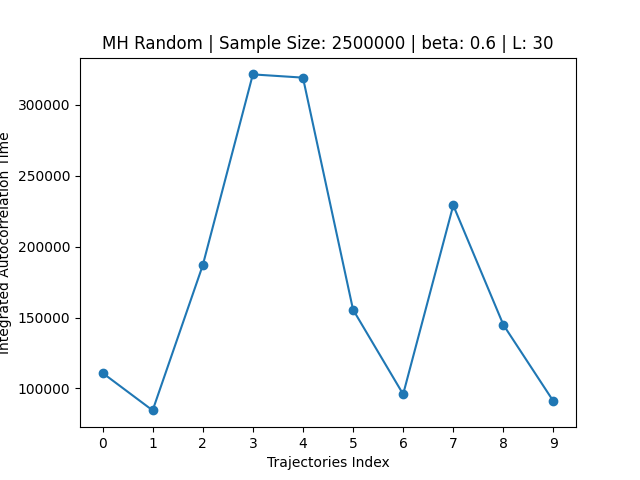 MH Random | Sample Size: 2500000 | beta: 0.6 | L: 30
Integrated Autocorrelation Time
300000
250000
200000
150000
100000
0 1 2 3 4 5 6 7 8 9
Trajectories Index